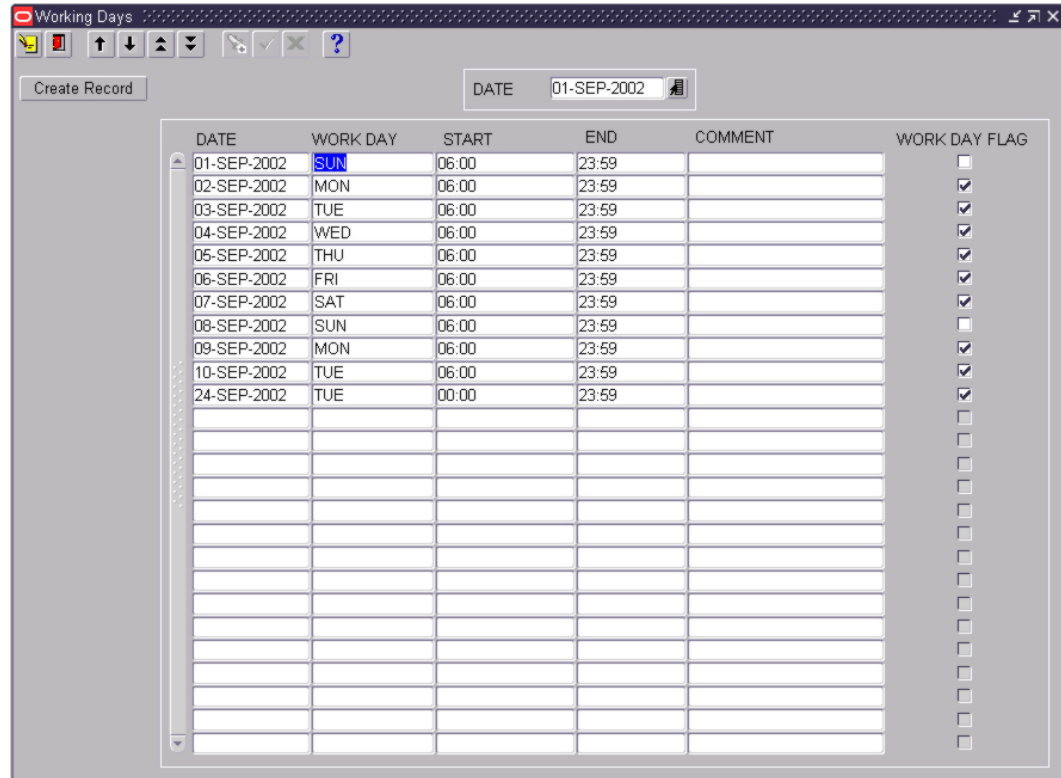 Working Days
?
Create Record
DATE 01-SEP-2002
DATE WORK DAY START END COMMENT WORK DAY FLAG
01-SEP-2002 SUN 06:00 23:59
02-SEP-2002 MON 06:00 23:59
03-SEP-2002 TUE 06:00 23:59
04-SEP-2002 WED 06:00 23:59
05-SEP-2002 THU 06:00 23:59
06-SEP-2002 FRI 06:00 23:59
07-SEP-2002 SAT 06:00 23:59
08-SEP-2002 SUN 06:00 23:59
09-SEP-2002 MON 06:00 23:59
10-SEP-2002 TUE 06:00 23:59
24-SEP-2002 TUE 00:00 23:59